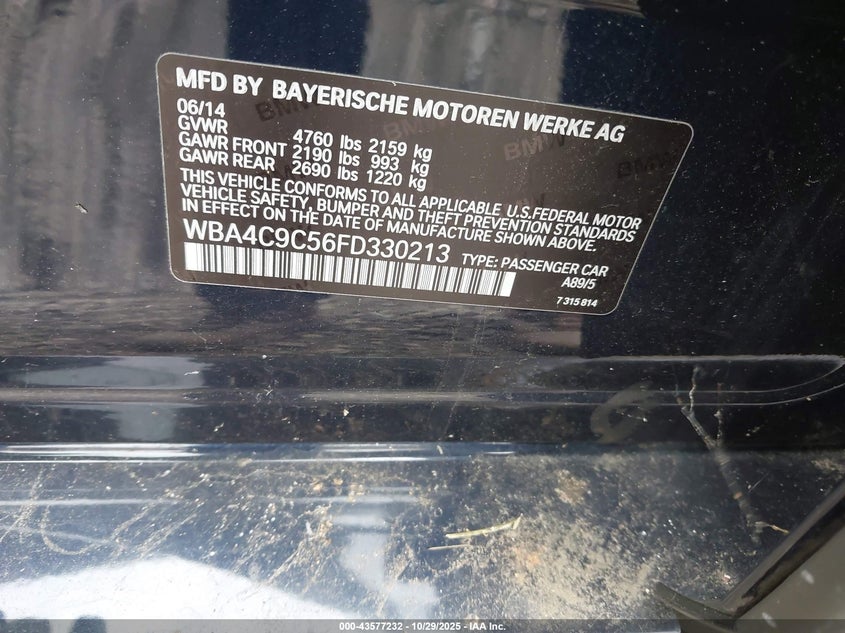 MFD BY BAYERISCHE MOTOREN WERKE AG
06/14
GVWR 4760 lbs 2159 kg
GAWR FRONT 2190 lbs 993 kg
GAWR REAR 2690 lbs 1220 kg
THIS VEHICLE CONFORMS TO ALL APPLICABLE U.S.FEDERAL MOTOR
VEHICLE SAFETY, BUMPER AND THEFT PREVENTION STANDARDS
IN EFFECT ON THE DATE OF MANUFACTURE SHOWN ABOVE.
WBA4C9C56FD330213 TYPE: PASSENGER CAR
A89/5
7 315 814
000-43577232 - 10/29/2025 - IAA Inc.